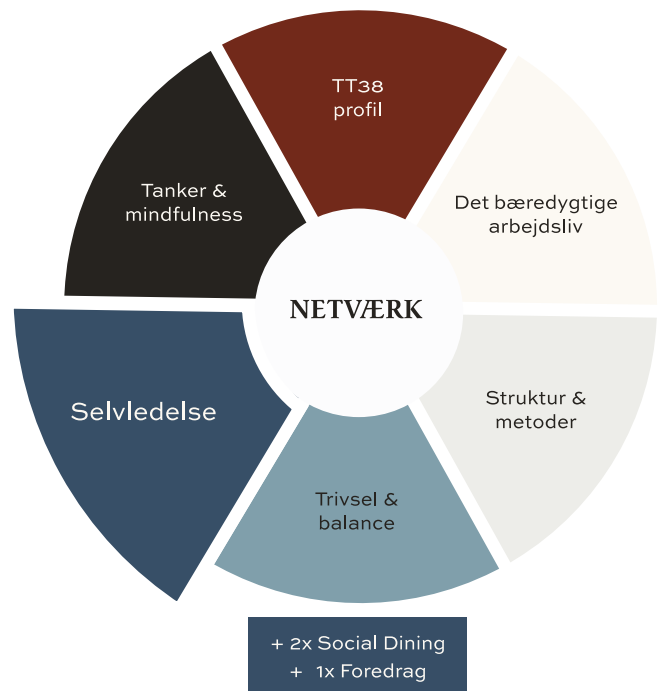 TT38
profil
Tanker &
mindfulness
Det bæredygtige
arbejdsliv
NETVÆRK
Selvledelse
Struktur &
metoder
Trivsel &
balance
+ 2x Social Dining
+ 1x Foredrag